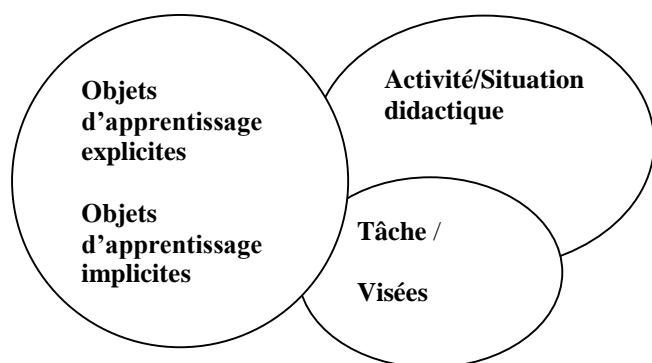 Objets
d’apprentissage
explicites
Objets
d’apprentissage
implicites
Activité/Situation
didactique
Tâche /
Visées